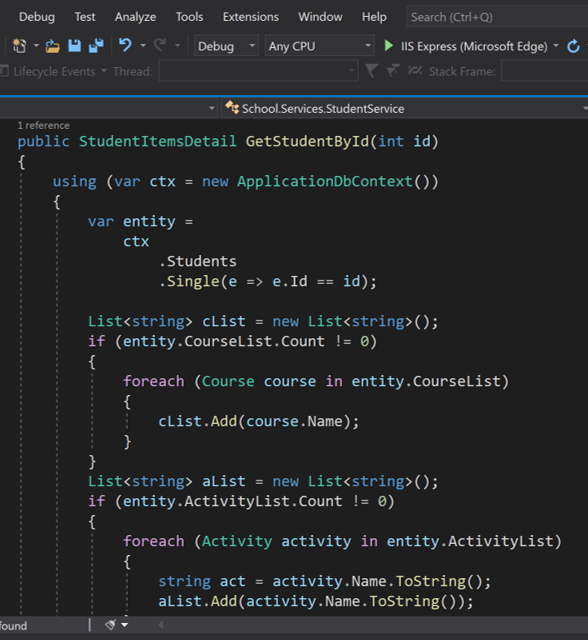 Debug Test Analyze Tools Extensions Window Help Search (Ctrl+Q)
Debug Any CPU IIS Express (Microsoft Edge)
Lifecycle Events Thread: Stack Frame:
School.Services.StudentService
1 reference
public StudentItemsDetail GetStudentById(int id)
{
using (var ctx = new ApplicationDbContext())
{
var entity =
ctx
.Students
.Single(e => e.Id == id);
List<string> cList = new List<string>();
if (entity.CourseList.Count != 0)
{
foreach (Course course in entity.CourseList)
{
cList.Add(course.Name);
}
}
List<string> aList = new List<string>();
if (entity.ActivityList.Count != 0)
{
foreach (Activity activity in entity.ActivityList)
{
string act = activity.Name.ToString();
aList.Add(activity.Name.ToString());
found